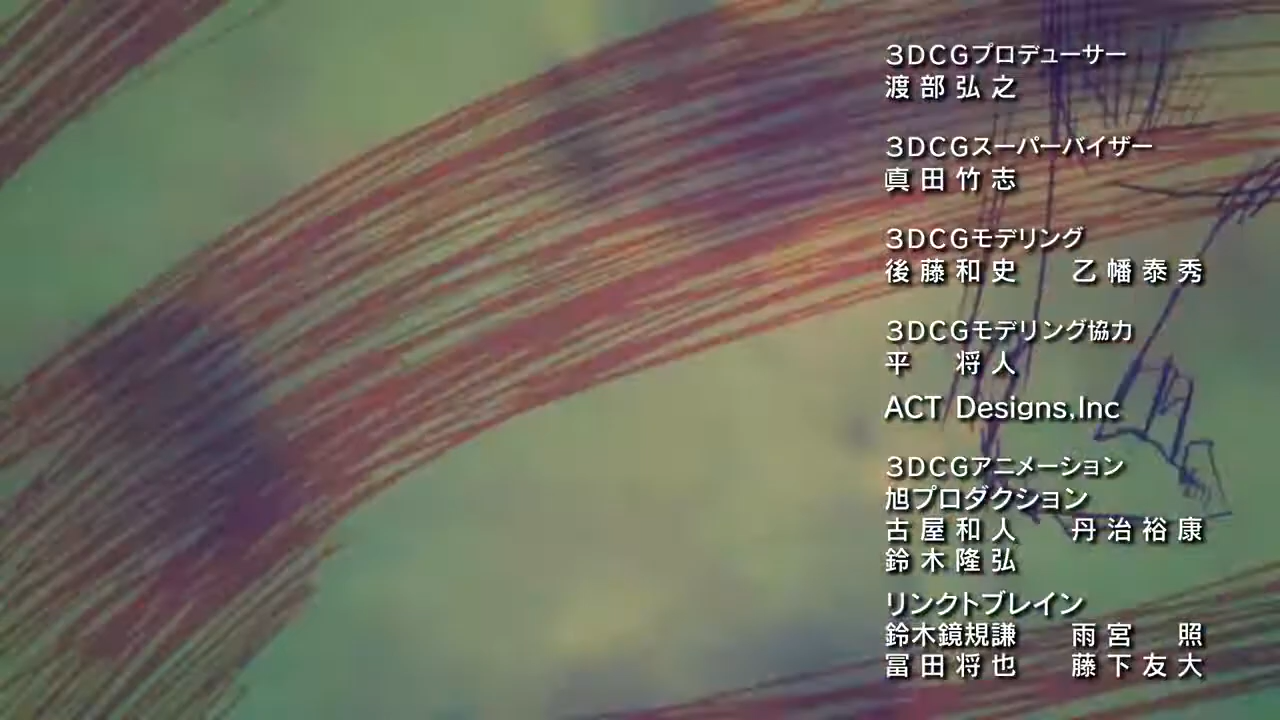 ３ＤＣＧプロデューサー
渡部弘之
３ＤＣＧスーパーバイザー
眞田竹志
３ＤＣＧモデリング
後藤和史　乙幡泰秀
３ＤＣＧモデリング協力
平　将人
ACT Designs,Inc
３ＤＣＧアニメーション
旭プロダクション
古屋和人　丹治裕康
鈴木隆弘
リンクトブレイン
鈴木鏡規謙　雨宮　照
冨田将也　藤下友大